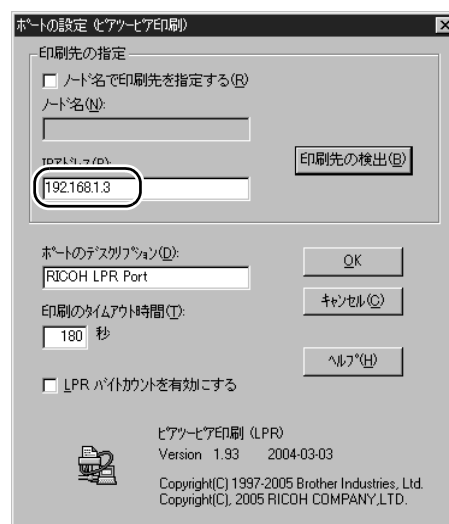 ポートの設定 (ピアツーピア印刷)
印刷先の指定
ノード名で印刷先を指定する(R)
ノード名(N):
IPアドレス(P):
印刷先の検出(B)
192.168.1.3
ポートのデスクリプション(D):
RICOH LPR Port
OK
印刷のタイムアウト時間(T):
180 秒
キャンセル(C)
ヘルプ(H)
LPR バイトカウントを有効にする
ピアツーピア印刷 (LPR)
Version 1.93 2004-03-03
Copyright(C) 1997-2005 Brother Industries, Ltd.
Copyright(C), 2005 RICOH COMPANY,LTD.